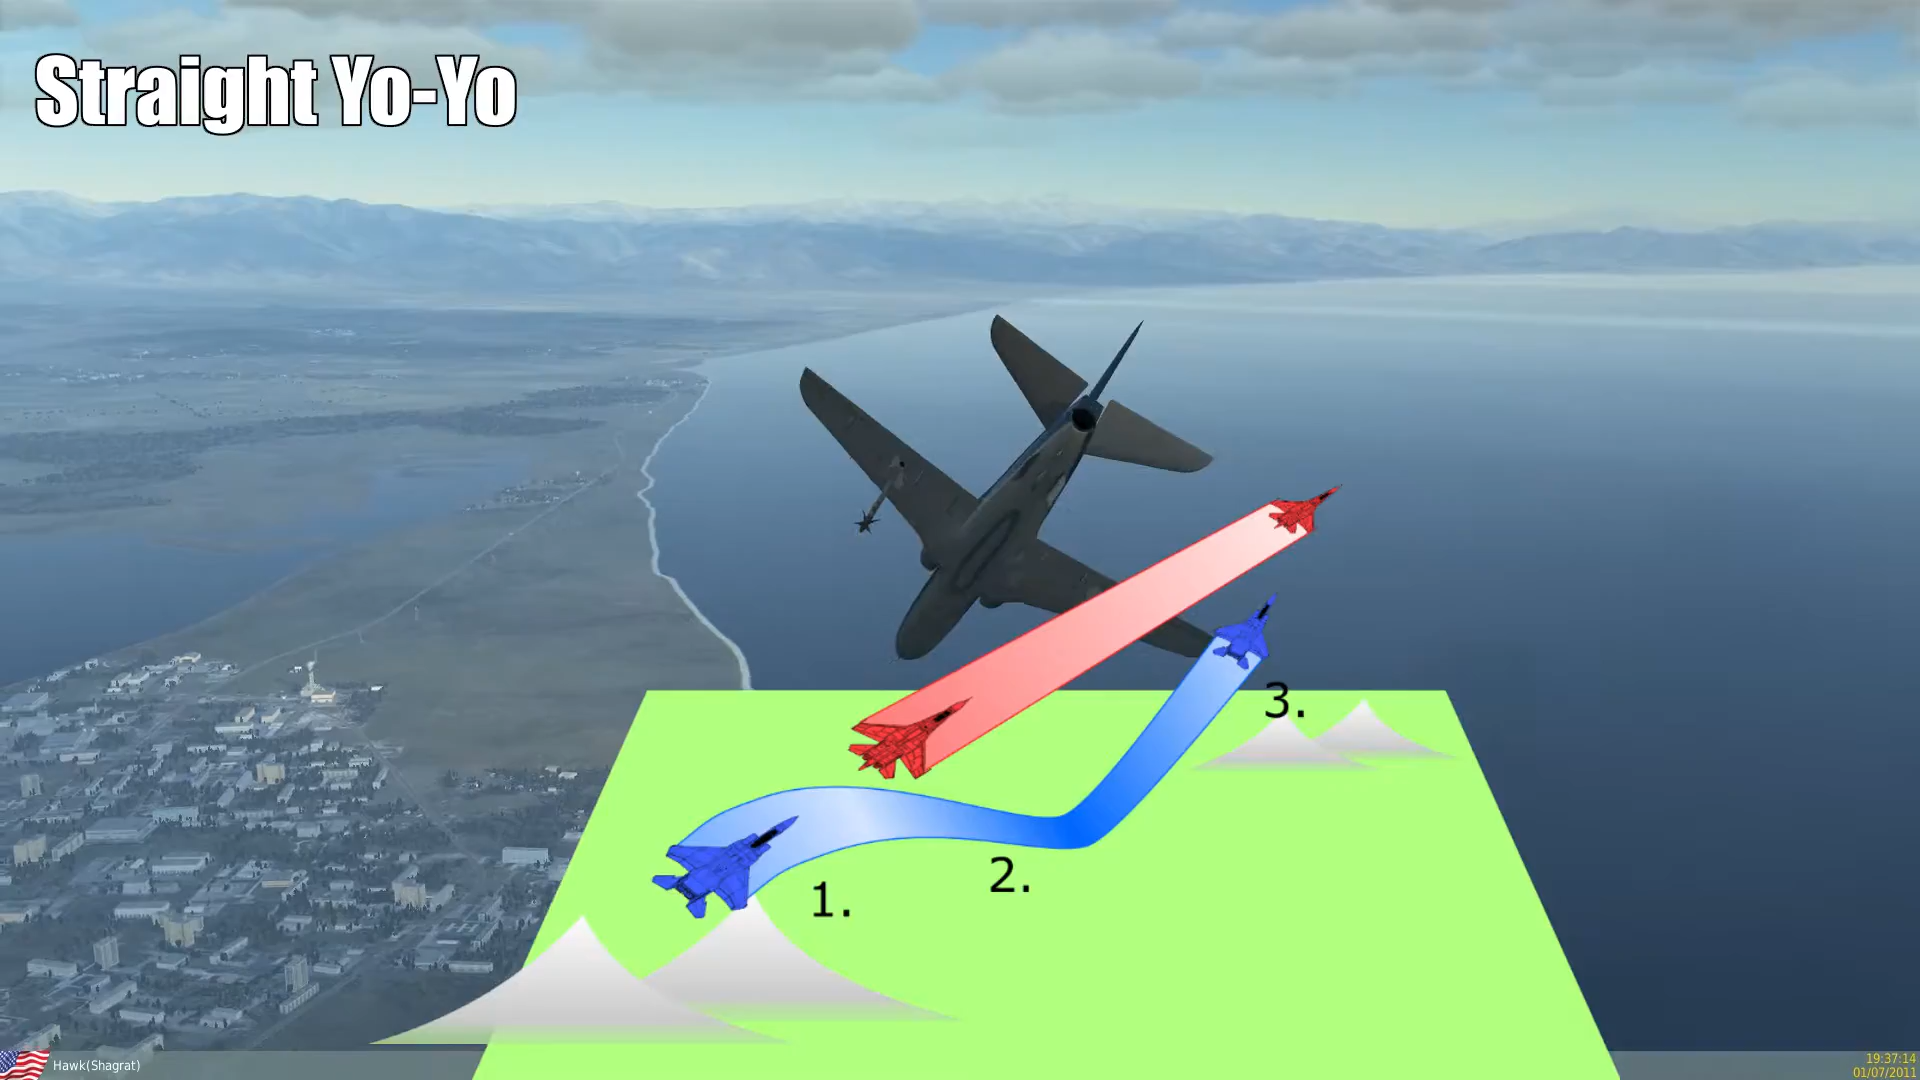 Straight Yo-Yo
3.
2.
1.
Hawk(Shagrat)
19:37:14
01/07/2011